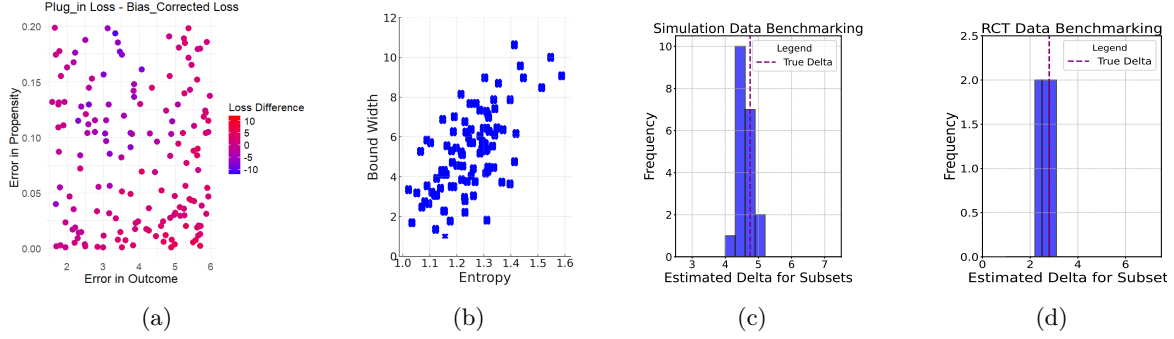 Plug_in Loss - Bias_Corrected Loss
0.20
0.15
0.10
0.05
0.00
Error in Propensity
2 3 4 5 6
Error in Outcome
Loss Difference
10
5
0
-5
-10
(a)
12
10
8
6
4
2
0
Bound Width
1.0 1.1 1.2 1.3 1.4 1.5 1.6
Entropy
(b)
Simulation Data Benchmarking
Legend
True Delta
10
8
6
4
2
0
Frequency
3 4 5 6 7
Estimated Delta for Subsets
(c)
RCT Data Benchmarking
Legend
True Delta
2.5
2.0
1.5
1.0
0.5
0.0
Frequency
0 2 4 6
Estimated Delta for Subset
(d)